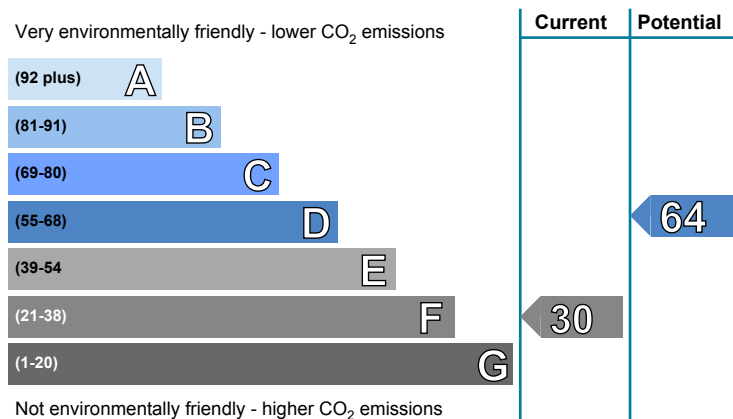 Current Potential
Very environmentally friendly - lower CO₂ emissions
(92 plus) A
(81-91) B
(69-80) C
(55-68) D
64
(39-54 E
(21-38) F
30
(1-20) G
Not environmentally friendly - higher CO₂ emissions